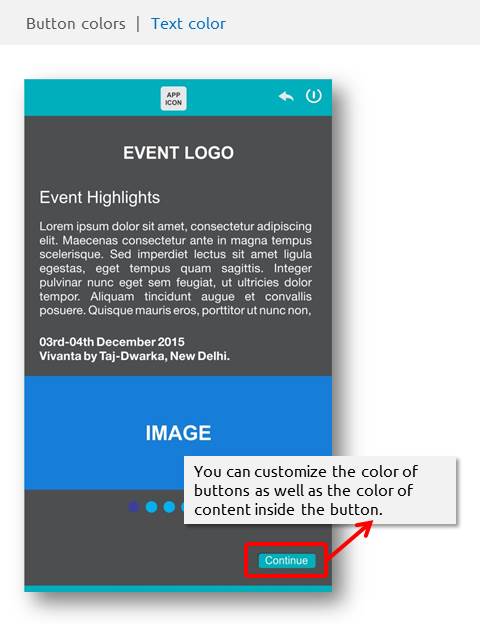 Button colors | Text color
APP
ICON
EVENT LOGO
Event Highlights
Lorem ipsum dolor sit amet, consectetur adipiscing
elit. Maecenas consectetur ante in magna tempus
scelerisque. Sed imperdiet lectus sit amet ligula
egestas, eget tempus quam sagittis. Integer
pulvinar nunc eget sem feugiat, ut ultricies dolor
tempor. Aliquam tincidunt augue et convallis
posuere. Quisque mauris eros, porttitor ut nunc non,
03rd-04th December 2015
Vivanta by Taj-Dwarka, New Delhi.
IMAGE
You can customize the color of
buttons as well as the color of
content inside the button.
Continue